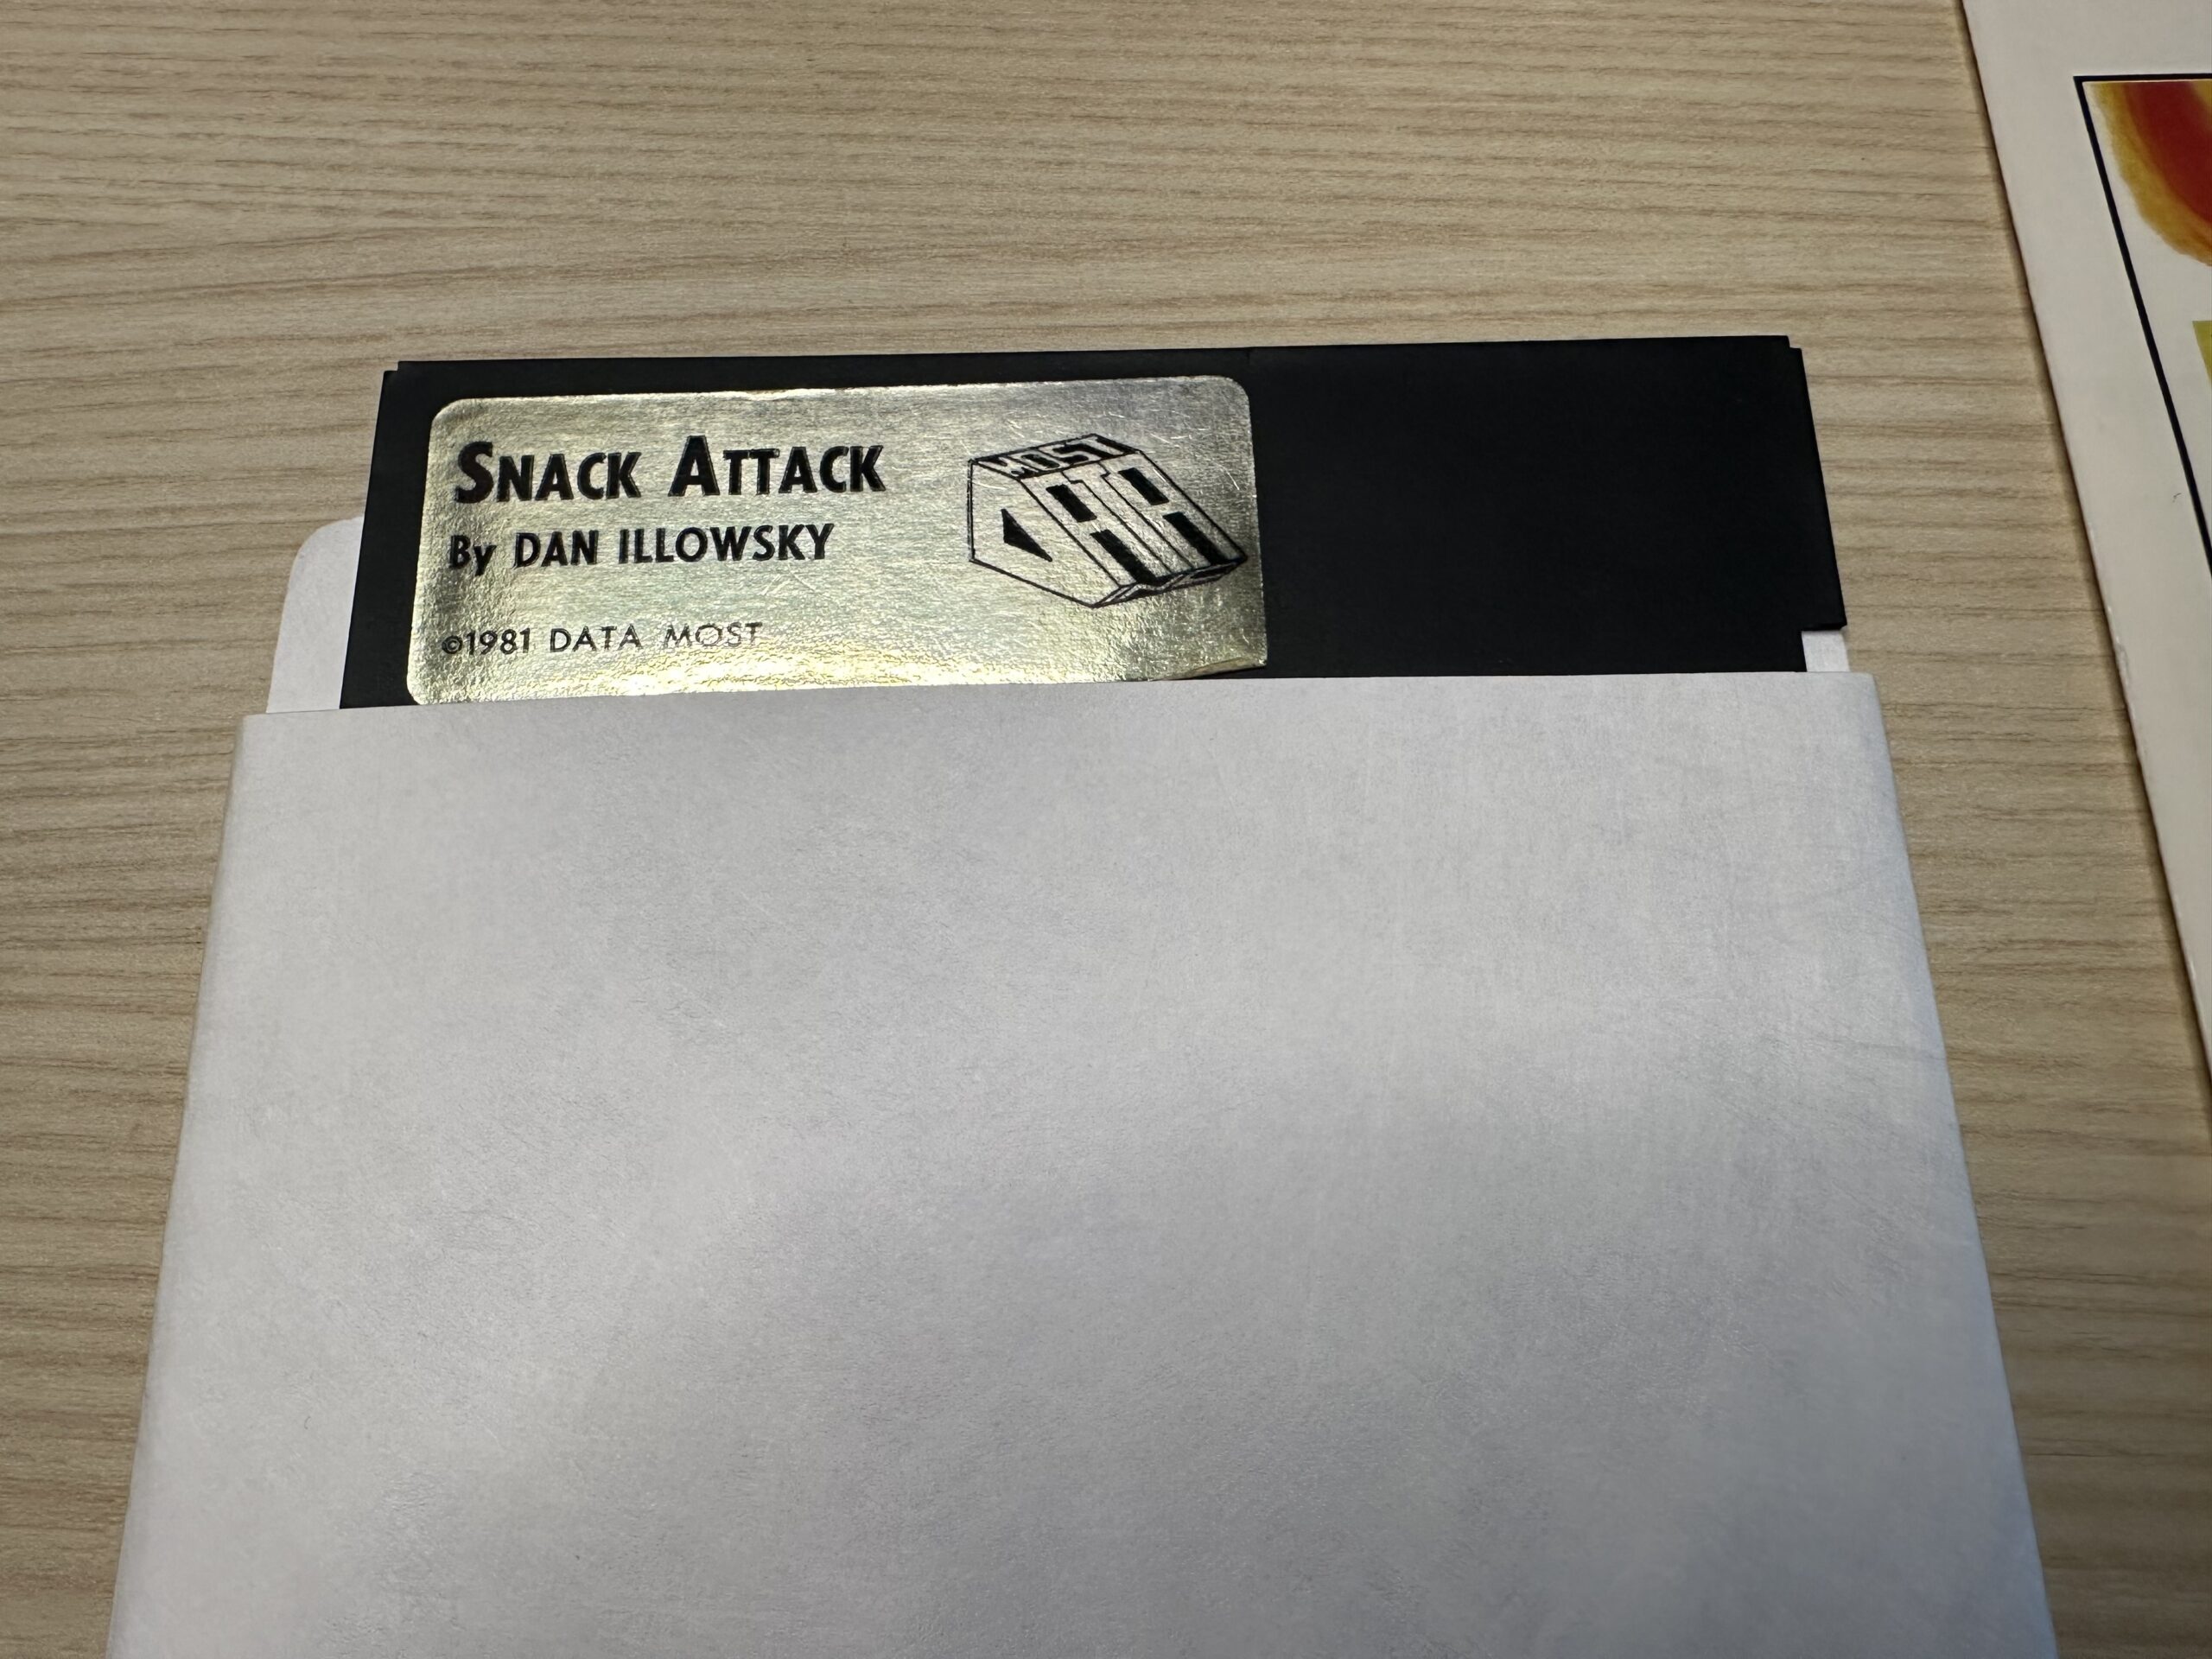 SNACK ATTACK
By DAN ILLOWSKY
©1981 DATA MOST
MOST
DATA